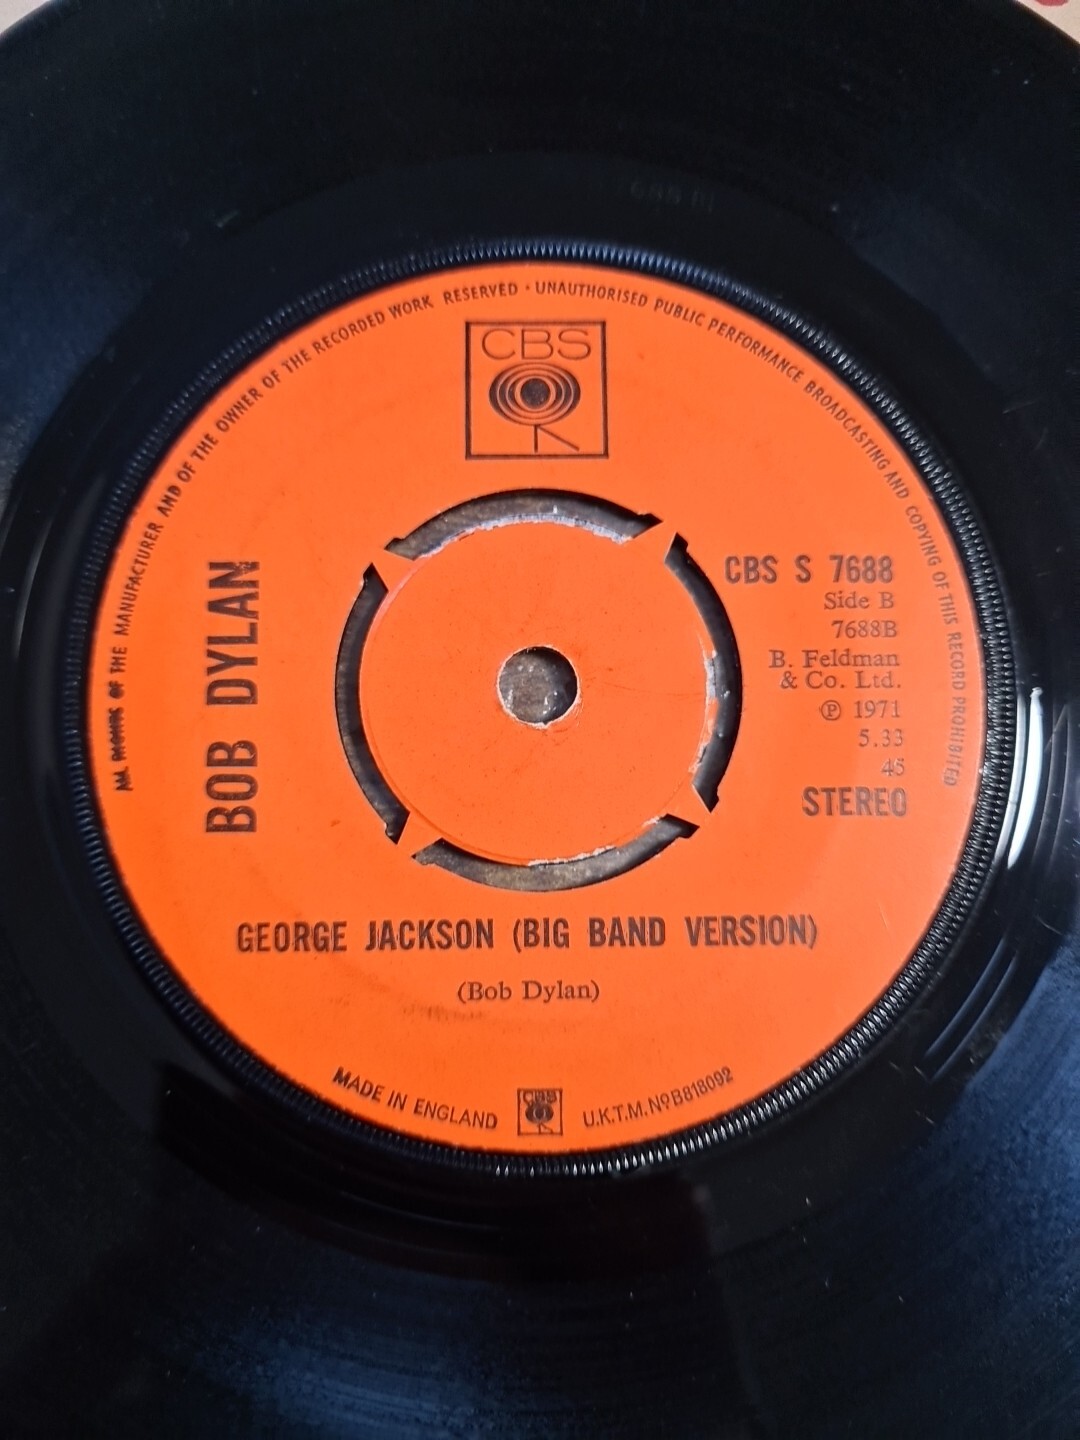 ALL RIGHTS OF THE MANUFACTURER AND OF THE OWNER OF THE RECORDED WORK RESERVED · UNAUTHORISED PUBLIC PERFORMANCE BROADCASTING AND COPYING OF THIS RECORD PROHIBITED
CBS
BOB DYLAN
CBS S 7688
Side B
7688B
B. Feldman
& Co. Ltd.
℗ 1971
5.33
45
STEREO
GEORGE JACKSON (BIG BAND VERSION)
(Bob Dylan)
MADE IN ENGLAND CBS U.K.T.M. No B818092